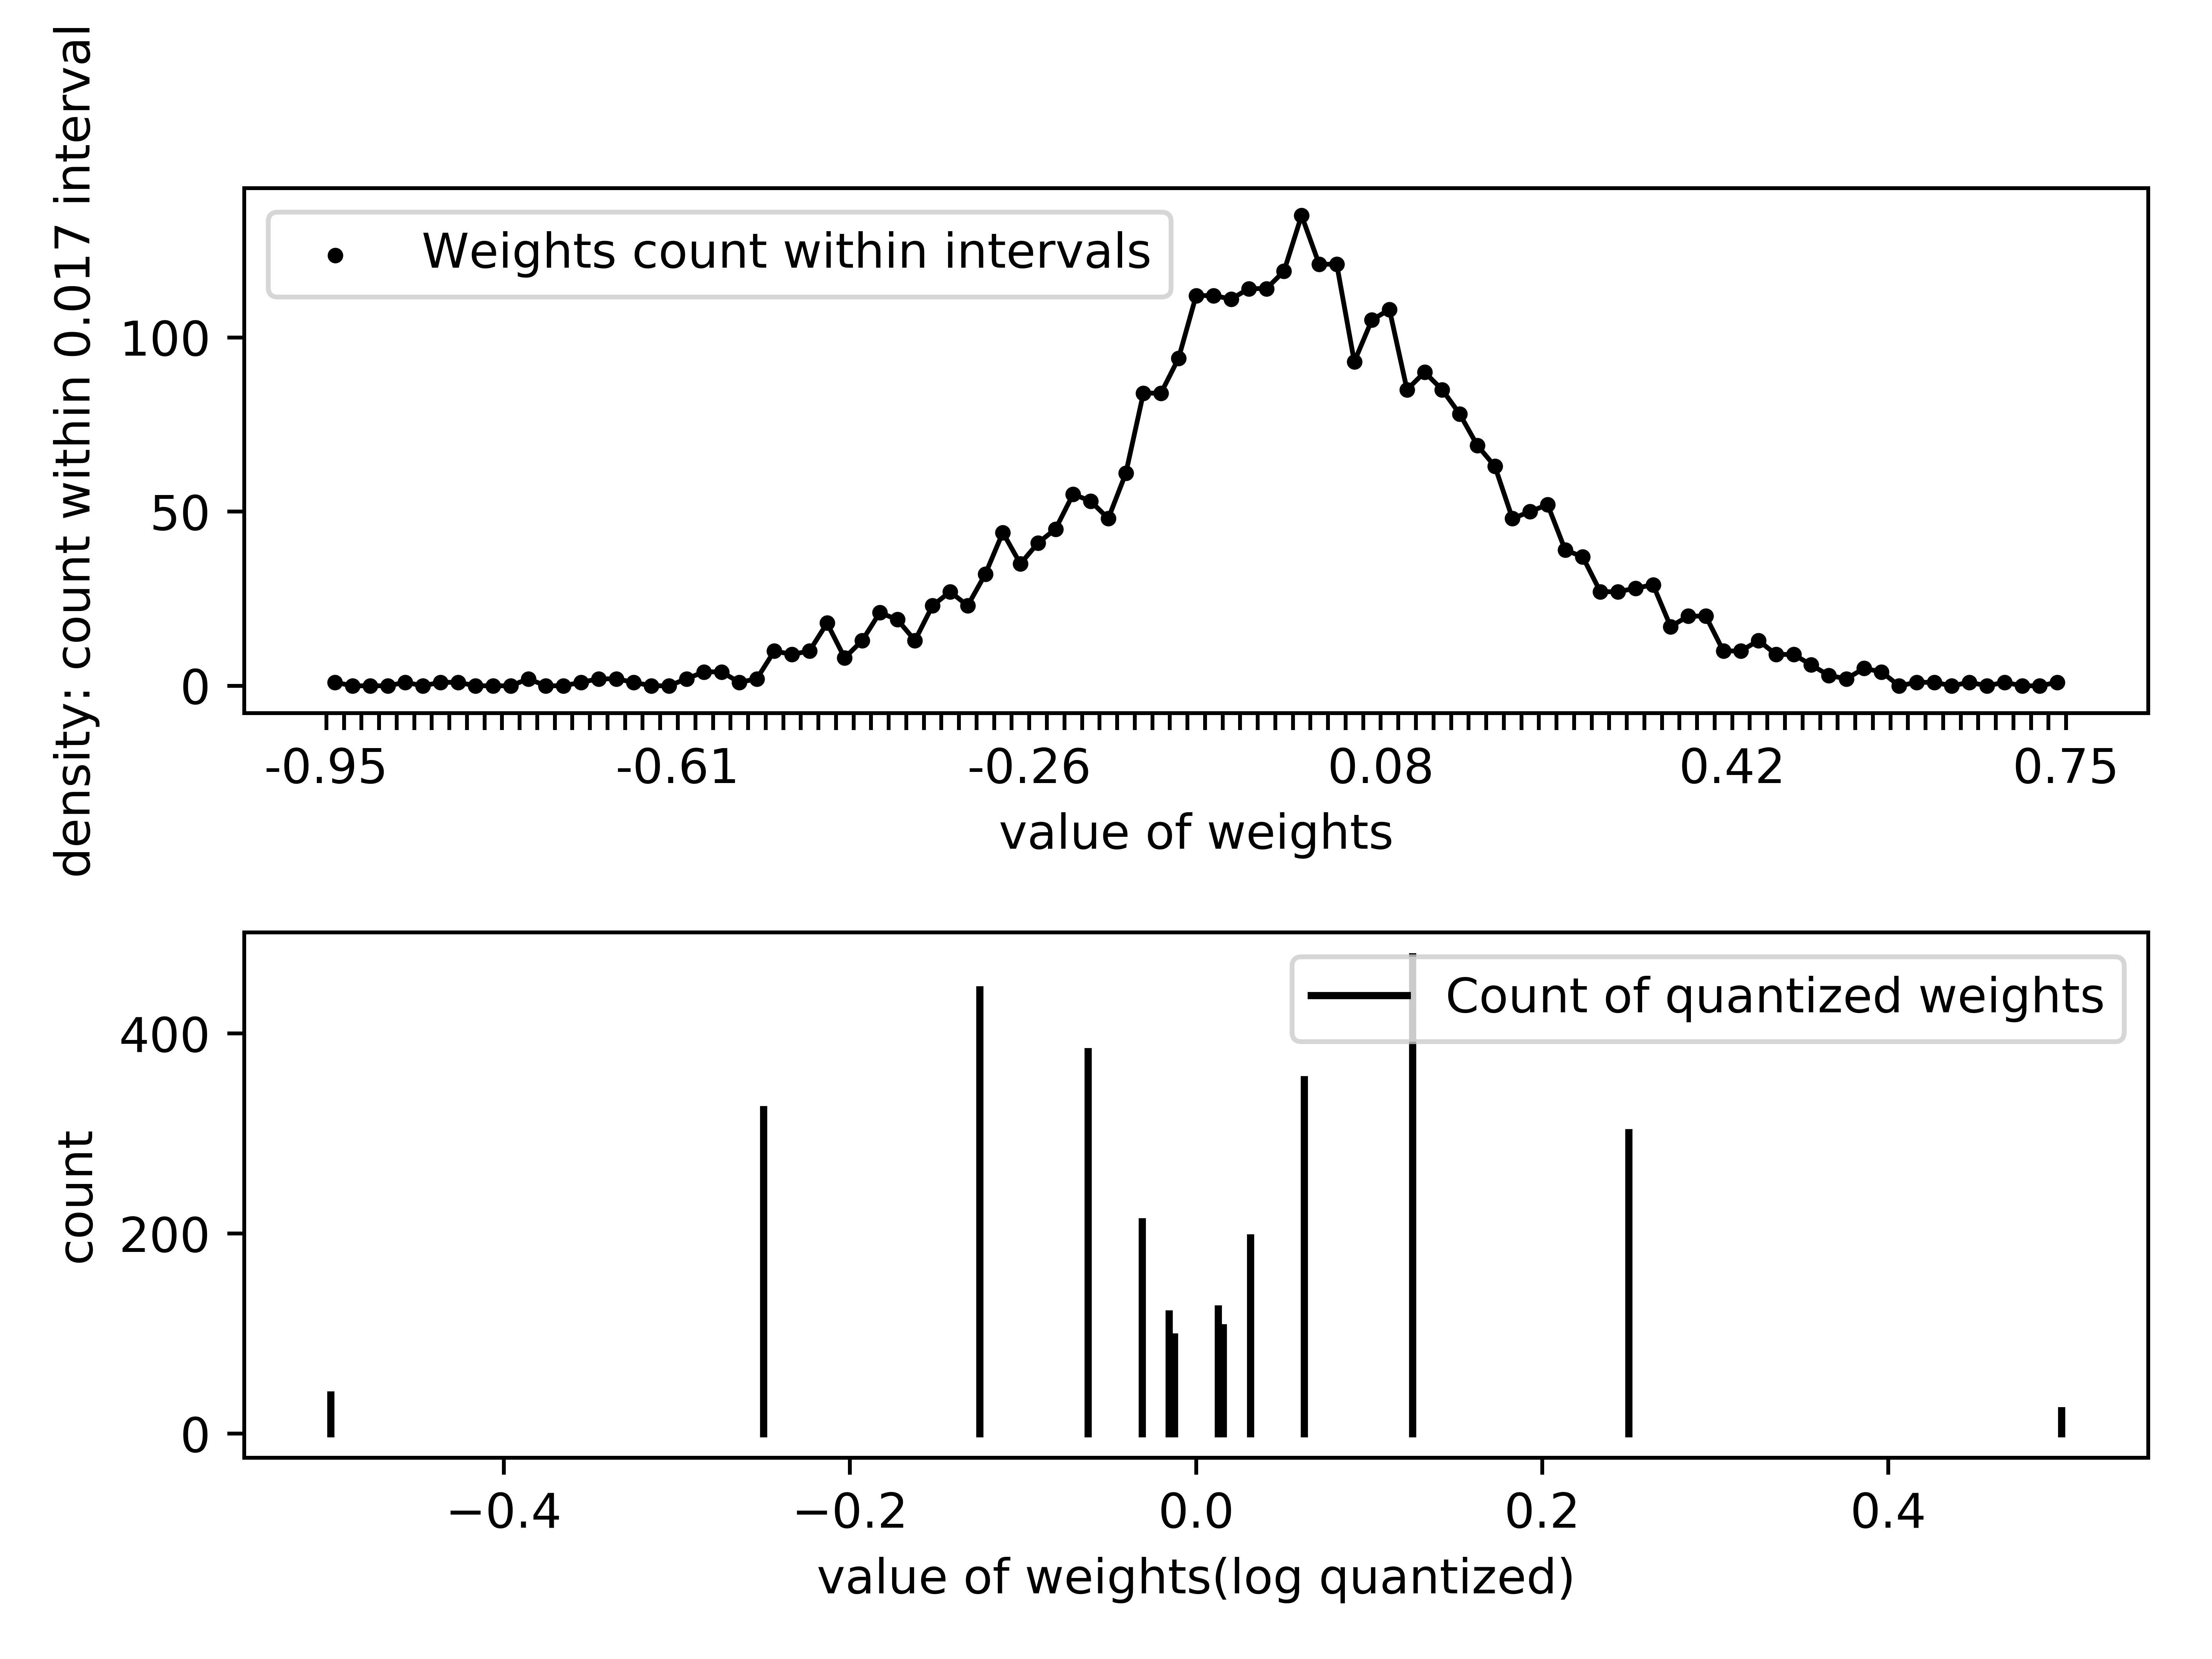 density: count within 0.017 interval
Weights count within intervals
100
50
0
-0.95 -0.61 -0.26 0.08 0.42 0.75
value of weights
count
Count of quantized weights
400
200
0
−0.4 −0.2 0.0 0.2 0.4
value of weights(log quantized)